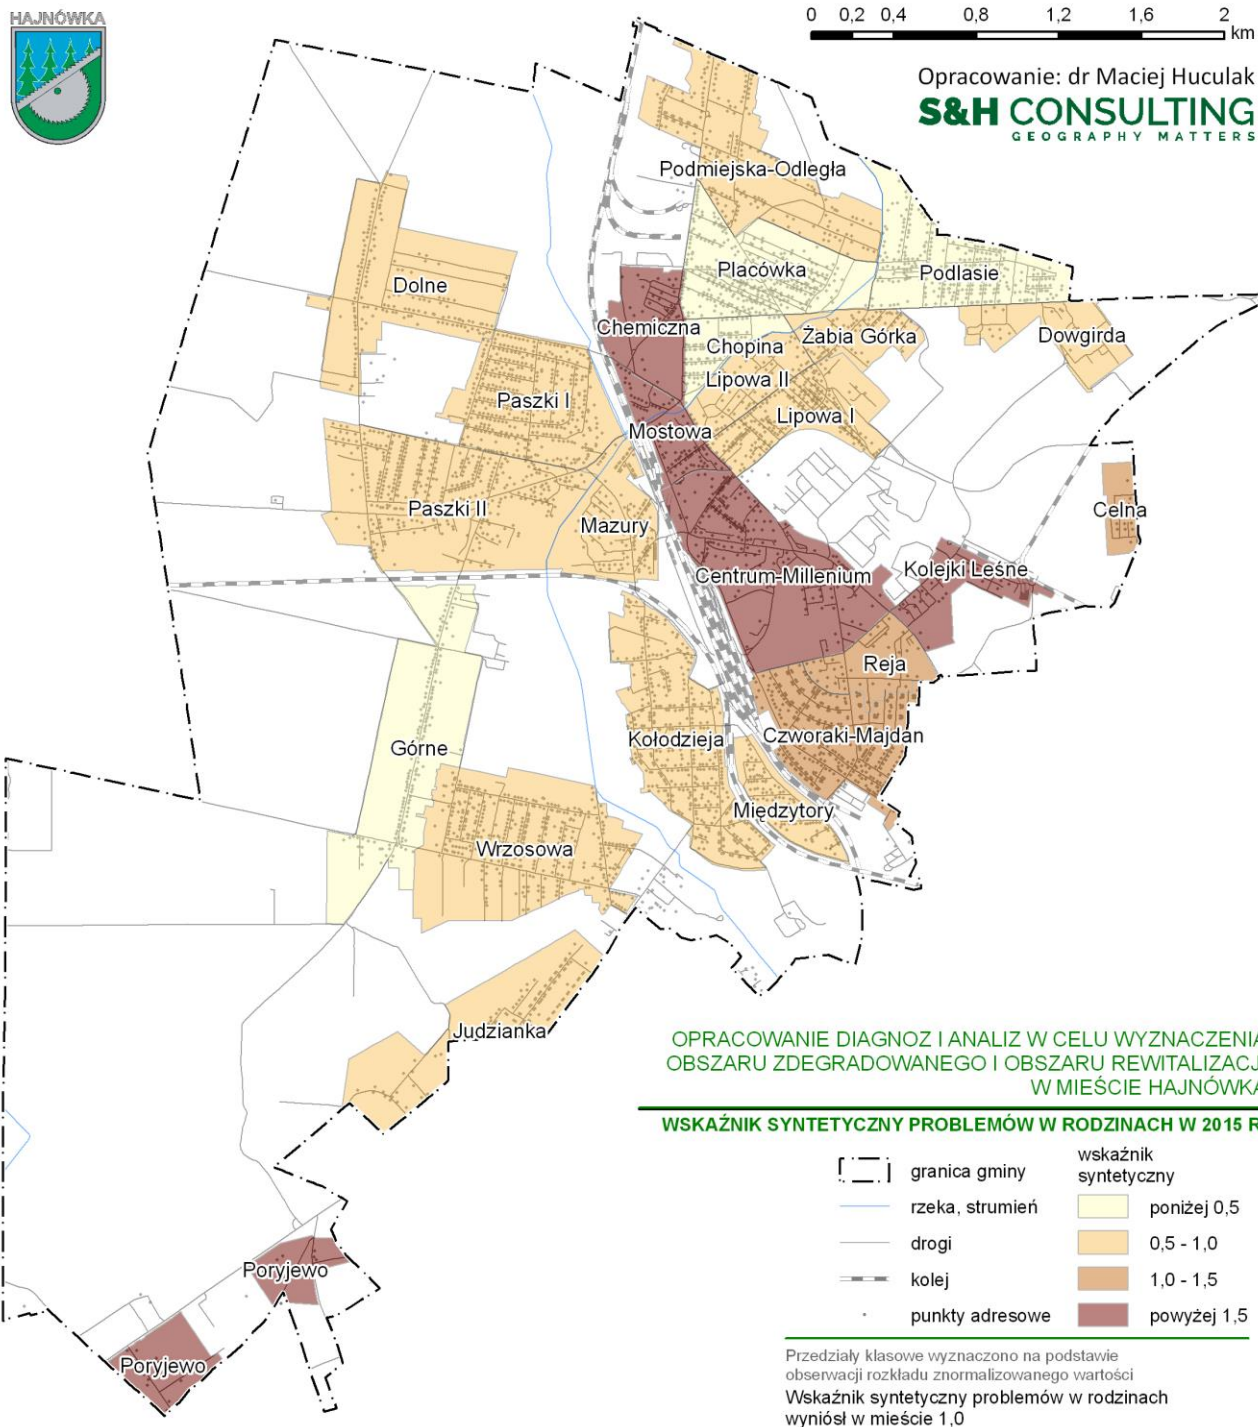 HAJNÓWKA
0 0,2 0,4 0,8 1,2 1,6 2
km
Opracowanie: dr Maciej Huculak
S&H CONSULTING
GEOGRAPHY MATTERS
Podmiejska-Odległa
Placówka
Podlasie
Dolne
Chemiczna
Chopina
Żabia Górka
Dowgirda
Lipowa II
Paszki I
Lipowa I
Mostowa
Paszki II
Mazury
Celna
Centrum-Millenium
Kolejki Leśne
Reja
Górne
Kołodzieja
Czworaki-Majdan
Międzytory
Wrzosowa
Judzianka
Poryjewo
Poryjewo
OPRACOWANIE DIAGNOZ I ANALIZ W CELU WYZNACZENIA
OBSZARU ZDEGRADOWANEGO I OBSZARU REWITALIZACJI
W MIEŚCIE HAJNÓWKA
WSKAŹNIK SYNTETYCZNY PROBLEMÓW W RODZINACH W 2015 R
granica gminy
rzeka, strumień
drogi
kolej
punkty adresowe
wskaźnik
syntetyczny
poniżej 0,5
0,5 - 1,0
1,0 - 1,5
powyżej 1,5
Przedziały klasowe wyznaczono na podstawie
obserwacji rozkładu znormalizowanego wartości
Wskaźnik syntetyczny problemów w rodzinach
wyniósł w mieście 1,0